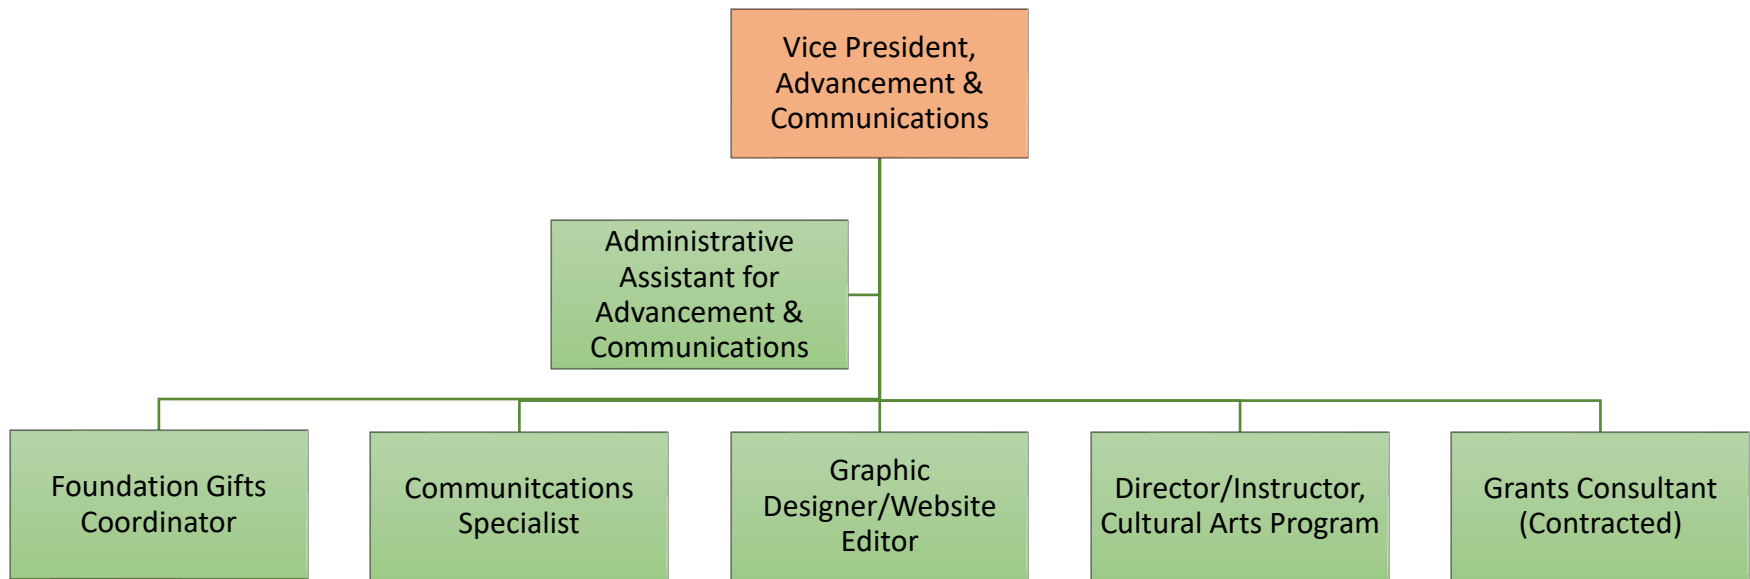 Vice President,
Advancement &
Communications
Administrative
Assistant for
Advancement &
Communications
Foundation Gifts
Coordinator
Communitcations
Specialist
Graphic
Designer/Website
Editor
Director/Instructor,
Cultural Arts Program
Grants Consultant
(Contracted)